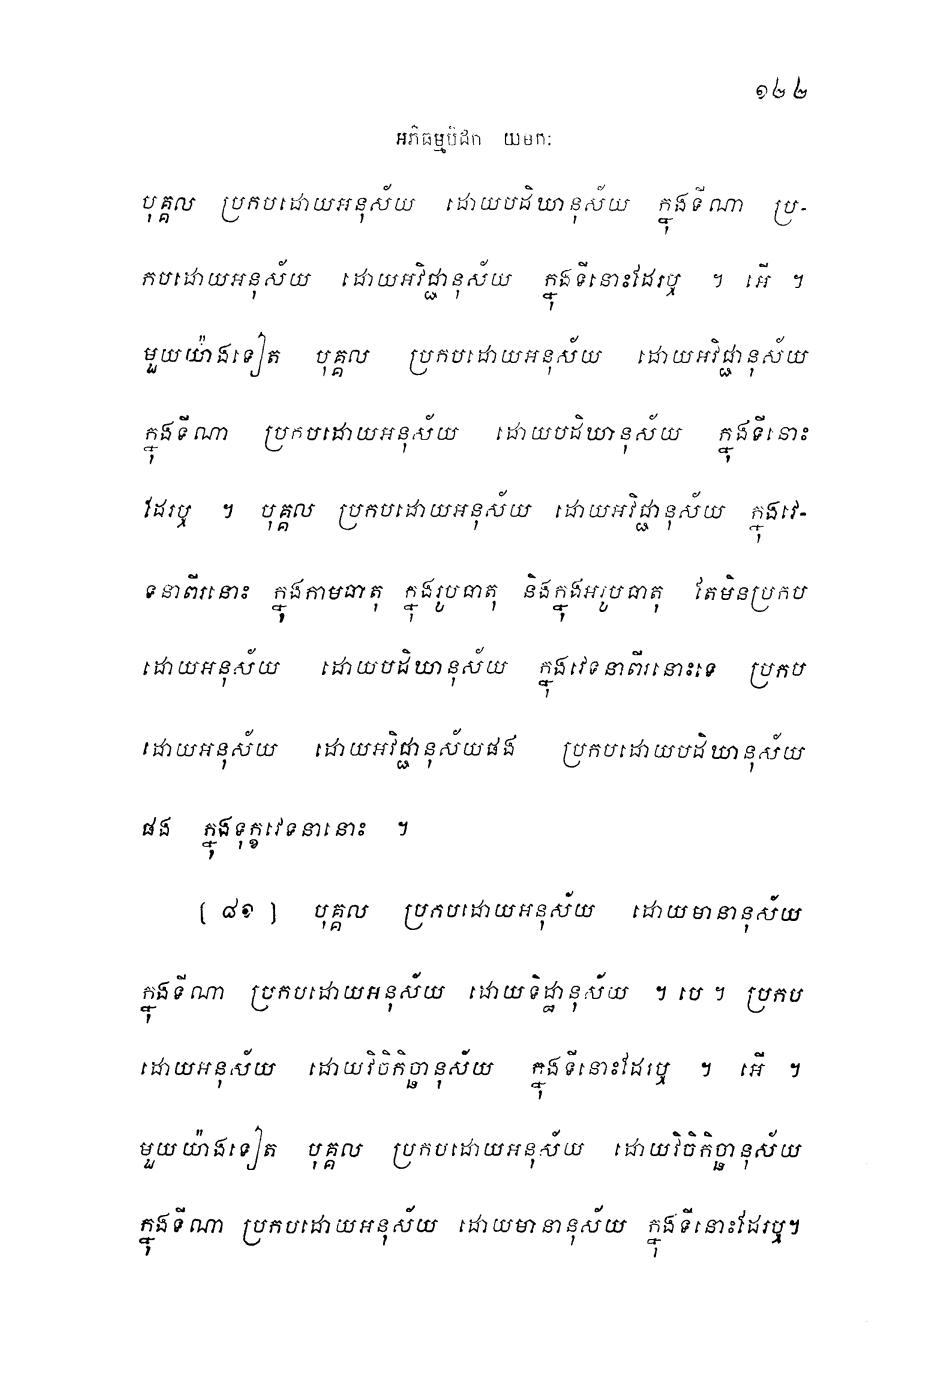 ១២២
អភិធម្មបិដក យមកៈ
បុគ្គល ប្រកបដោយអនុស័យ ដោយបដិឃានុស័យ ក្នុងទីណា ប្រ-
កបដោយអនុស័យ ដោយអវិជ្ជានុស័យ ក្នុងទីនោះដែរឬ ។ អើ ។
មួយយ៉ាងទៀត បុគ្គល ប្រកបដោយអនុស័យ ដោយអវិជ្ជានុស័យ
ក្នុងទីណា ប្រកបដោយអនុស័យ ដោយបដិឃានុស័យ ក្នុងទីនោះ
ដែរឬ ។ បុគ្គល ប្រកបដោយអនុស័យ ដោយអវិជ្ជានុស័យ ក្នុងវេ-
ទនាពីរនោះ ក្នុងកាមធាតុ ក្នុងរូបធាតុ និងក្នុងអរូបធាតុ តែមិនប្រកប
ដោយអនុស័យ ដោយបដិឃានុស័យ ក្នុងវេទនាពីរនោះទេ ប្រកប
ដោយអនុស័យ ដោយអវិជ្ជានុស័យផង ប្រកបដោយបដិឃានុស័យ
ផង ក្នុងទុក្ខវេទនានោះ ។
[ ៨១ ] បុគ្គល ប្រកបដោយអនុស័យ ដោយមានានុស័យ
ក្នុងទីណា ប្រកបដោយអនុស័យ ដោយទិដ្ឋានុស័យ ។ បេ ។ ប្រកប
ដោយអនុស័យ ដោយវិចិកិច្ឆានុស័យ ក្នុងទីនោះដែរឬ ។ អើ ។
មួយយ៉ាងទៀត បុគ្គល ប្រកបដោយអនុស័យ ដោយវិចិកិច្ឆានុស័យ
ក្នុងទីណា ប្រកបដោយអនុស័យ ដោយមានានុស័យ ក្នុងទីនោះដែរឬ។